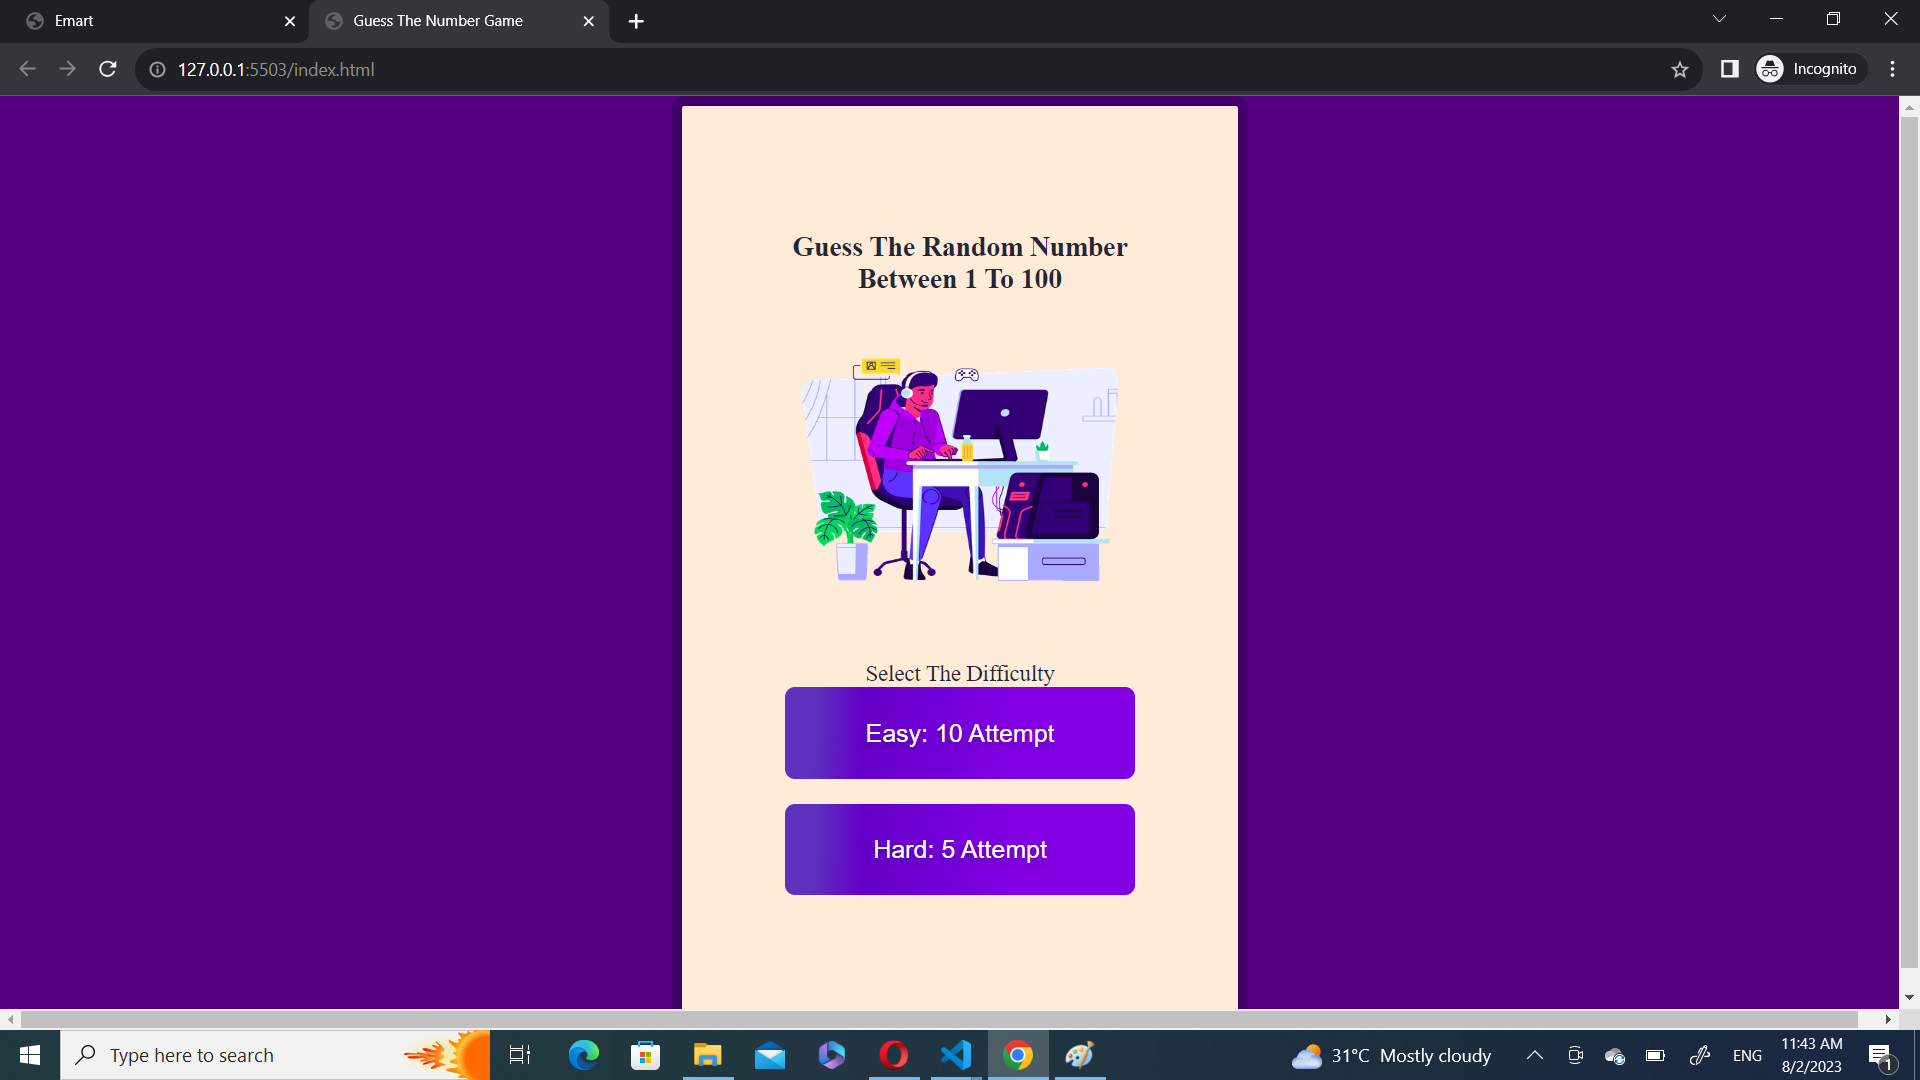 Emart
Guess The Number Game
127.0.0.1:5503/index.html
Incognito
Guess The Random Number
Between 1 To 100
Select The Difficulty
Easy: 10 Attempt
Hard: 5 Attempt
Type here to search
31°C Mostly cloudy
ENG
11:43 AM
8/2/2023
1